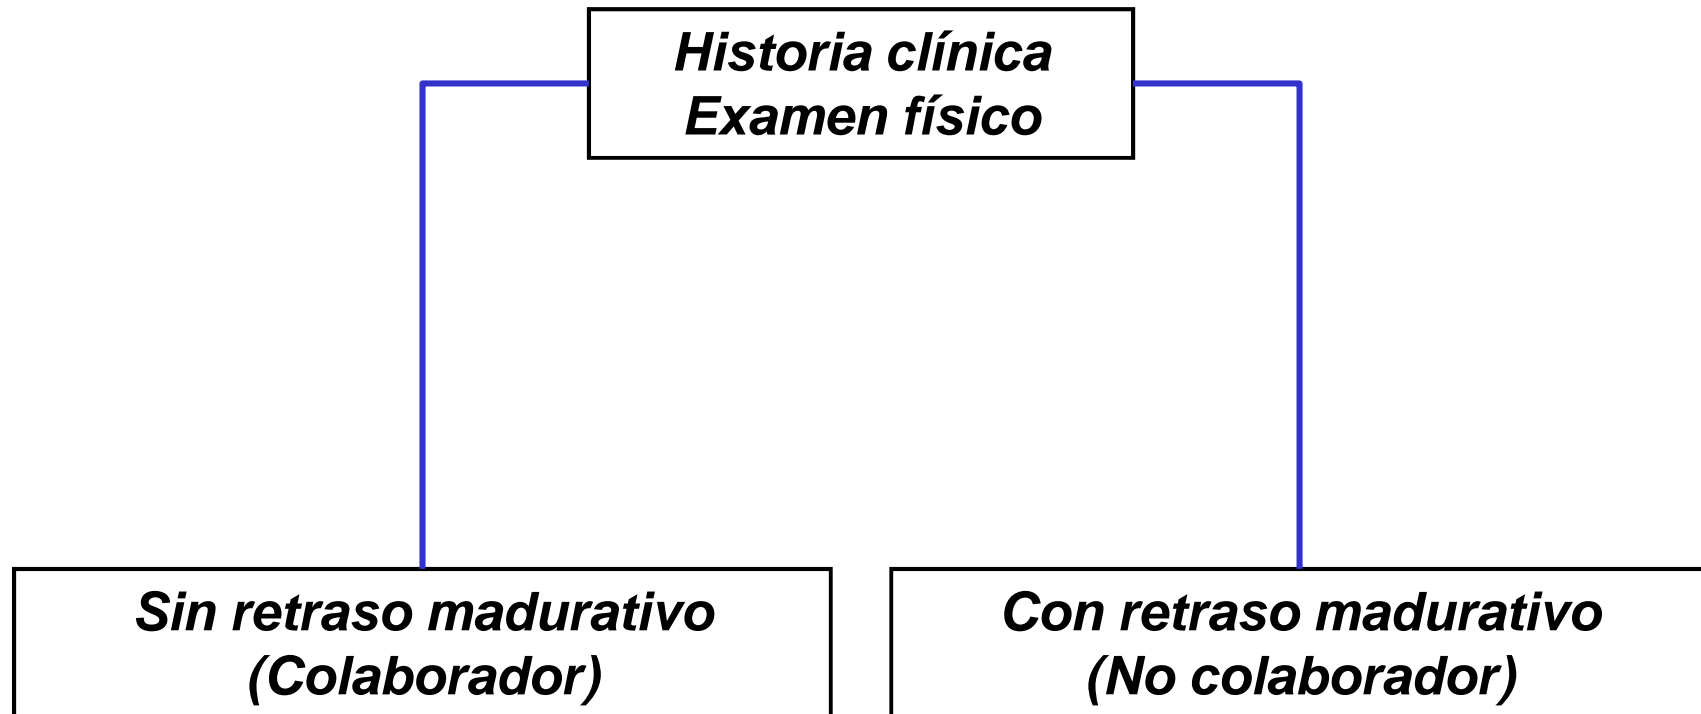 Historia clínica
Examen físico
Sin retraso madurativo
(Colaborador)
Con retraso madurativo
(No colaborador)